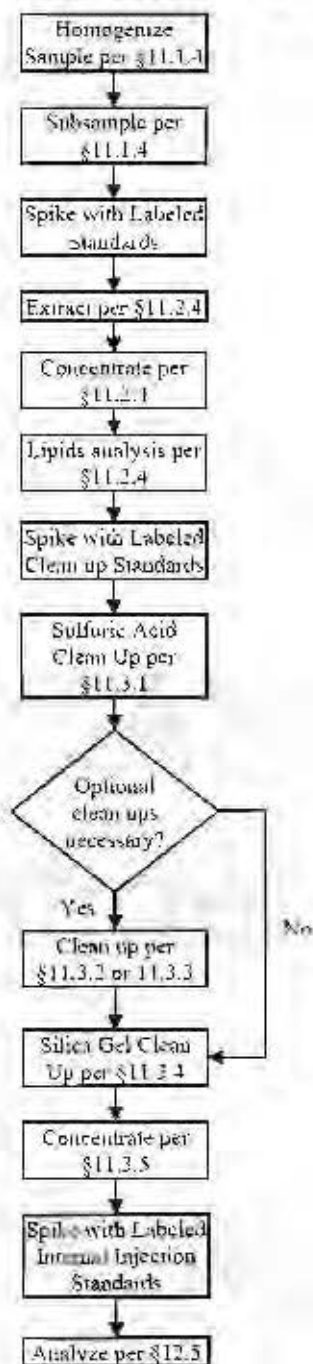 Homogenize
Sample per §11.1.4
Subsample per
§11.1.4
Spike with Labeled
Standards
Extract per §11.2.4
Concentrate per
§11.2.4
Lipids analysis per
§11.2.4
Spike with Labeled
Clean up Standards
Sulfuric Acid
Clean Up per
§11.3.1
Optional
clean ups
necessary?
Yes
No
Clean up per
§11.3.2 or 11.3.3
Silica Gel Clean
Up per §11.3.4
Concentrate per
§11.3.5
Spike with Labeled
Internal Injection
Standards
Analyze per §12.5